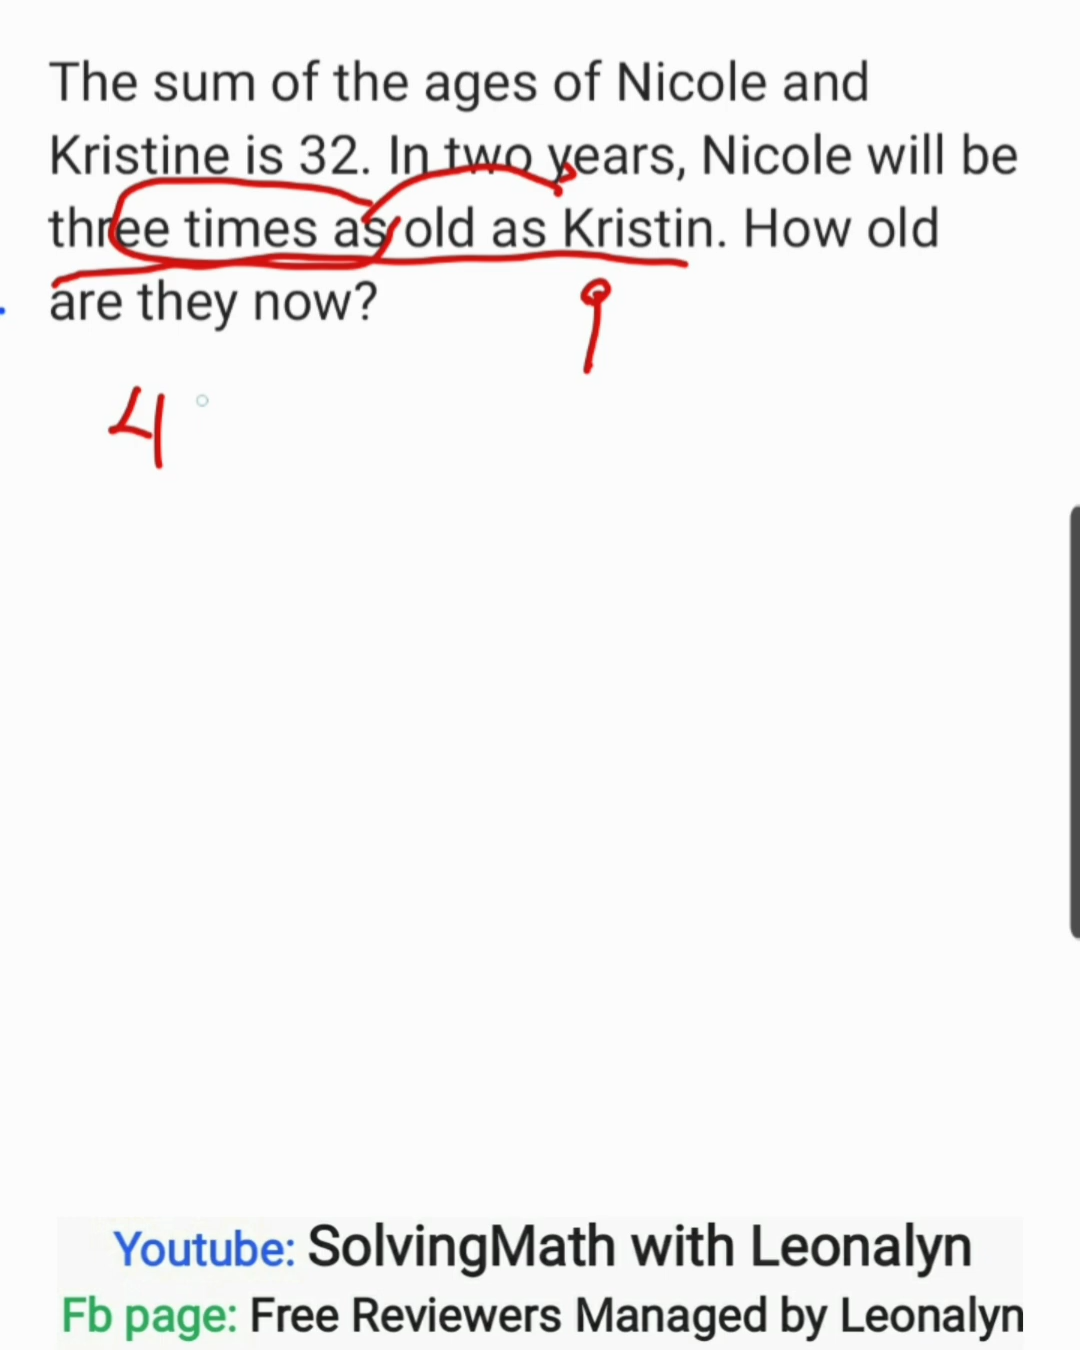 The sum of the ages of Nicole and
Kristine is 32. In two years, Nicole will be
three times as old as Kristin. How old
are they now?
9
4
Youtube: SolvingMath with Leonalyn
Fb page: Free Reviewers Managed by Leonalyn